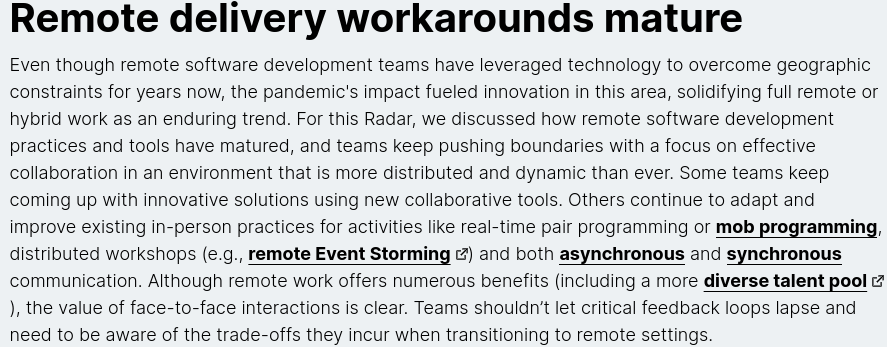 Remote delivery workarounds mature
Even though remote software development teams have leveraged technology to overcome geographic
constraints for years now, the pandemic's impact fueled innovation in this area, solidifying full remote or
hybrid work as an enduring trend. For this Radar, we discussed how remote software development
practices and tools have matured, and teams keep pushing boundaries with a focus on effective
collaboration in an environment that is more distributed and dynamic than ever. Some teams keep
coming up with innovative solutions using new collaborative tools. Others continue to adapt and
improve existing in-person practices for activities like real-time pair programming or mob programming,
distributed workshops (e.g., remote Event Storming) and both asynchronous and synchronous
communication. Although remote work offers numerous benefits (including a more diverse talent pool
), the value of face-to-face interactions is clear. Teams shouldn’t let critical feedback loops lapse and
need to be aware of the trade-offs they incur when transitioning to remote settings.